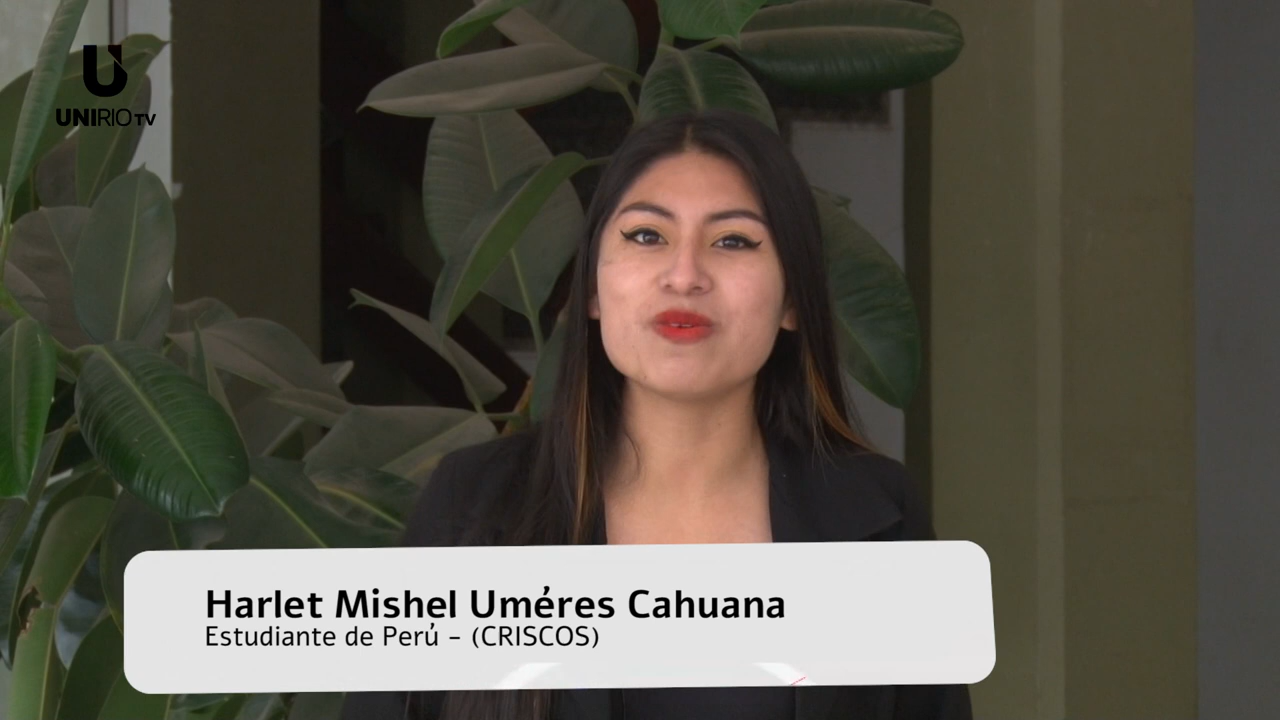 UNIRIO TV
Harlet Mishel Uméres Cahuana
Estudiante de Perú - (CRISCOS)